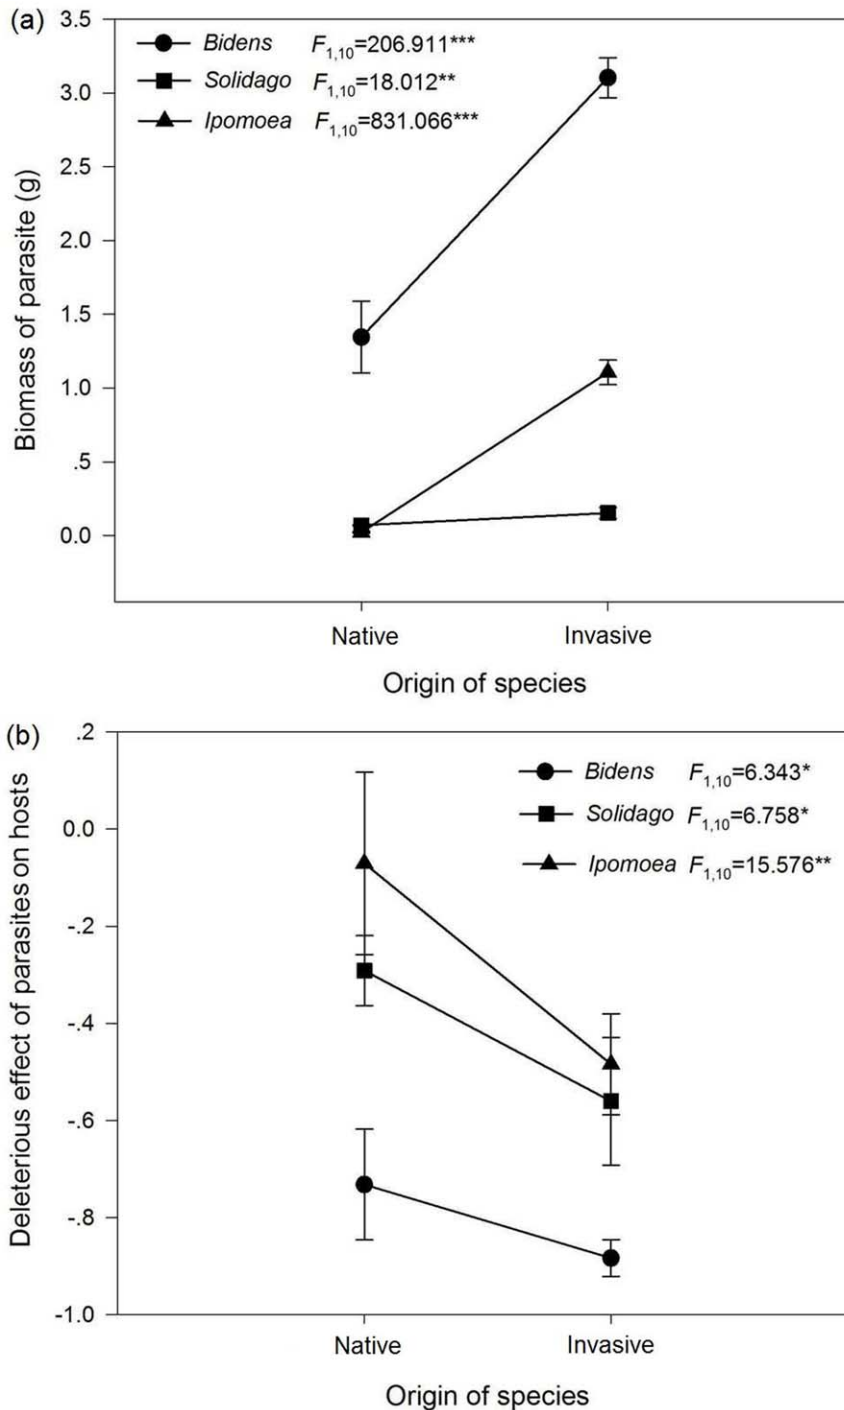 (a)
3.5
3.0
2.5
2.0
1.5
1.0
.5
0.0
Biomass of parasite (g)
Bidens F1,10=206.911***
Solidago F1,10=18.012**
Ipomoea F1,10=831.066***
Native Invasive
Origin of species
(b)
.2
0.0
-.2
-.4
-.6
-.8
-1.0
Deleterious effect of parasites on hosts
Bidens F1,10=6.343*
Solidago F1,10=6.758*
Ipomoea F1,10=15.576**
Native Invasive
Origin of species